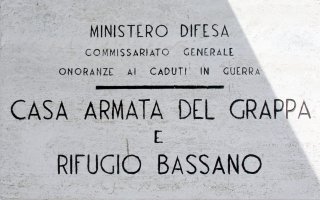 MINISTERO DIFESA
COMMISSARIATO GENERALE
ONORANZE AI CADUTI IN GUERRA
CASA ARMATA DEL GRAPPA
E
RIFUGIO BASSANO